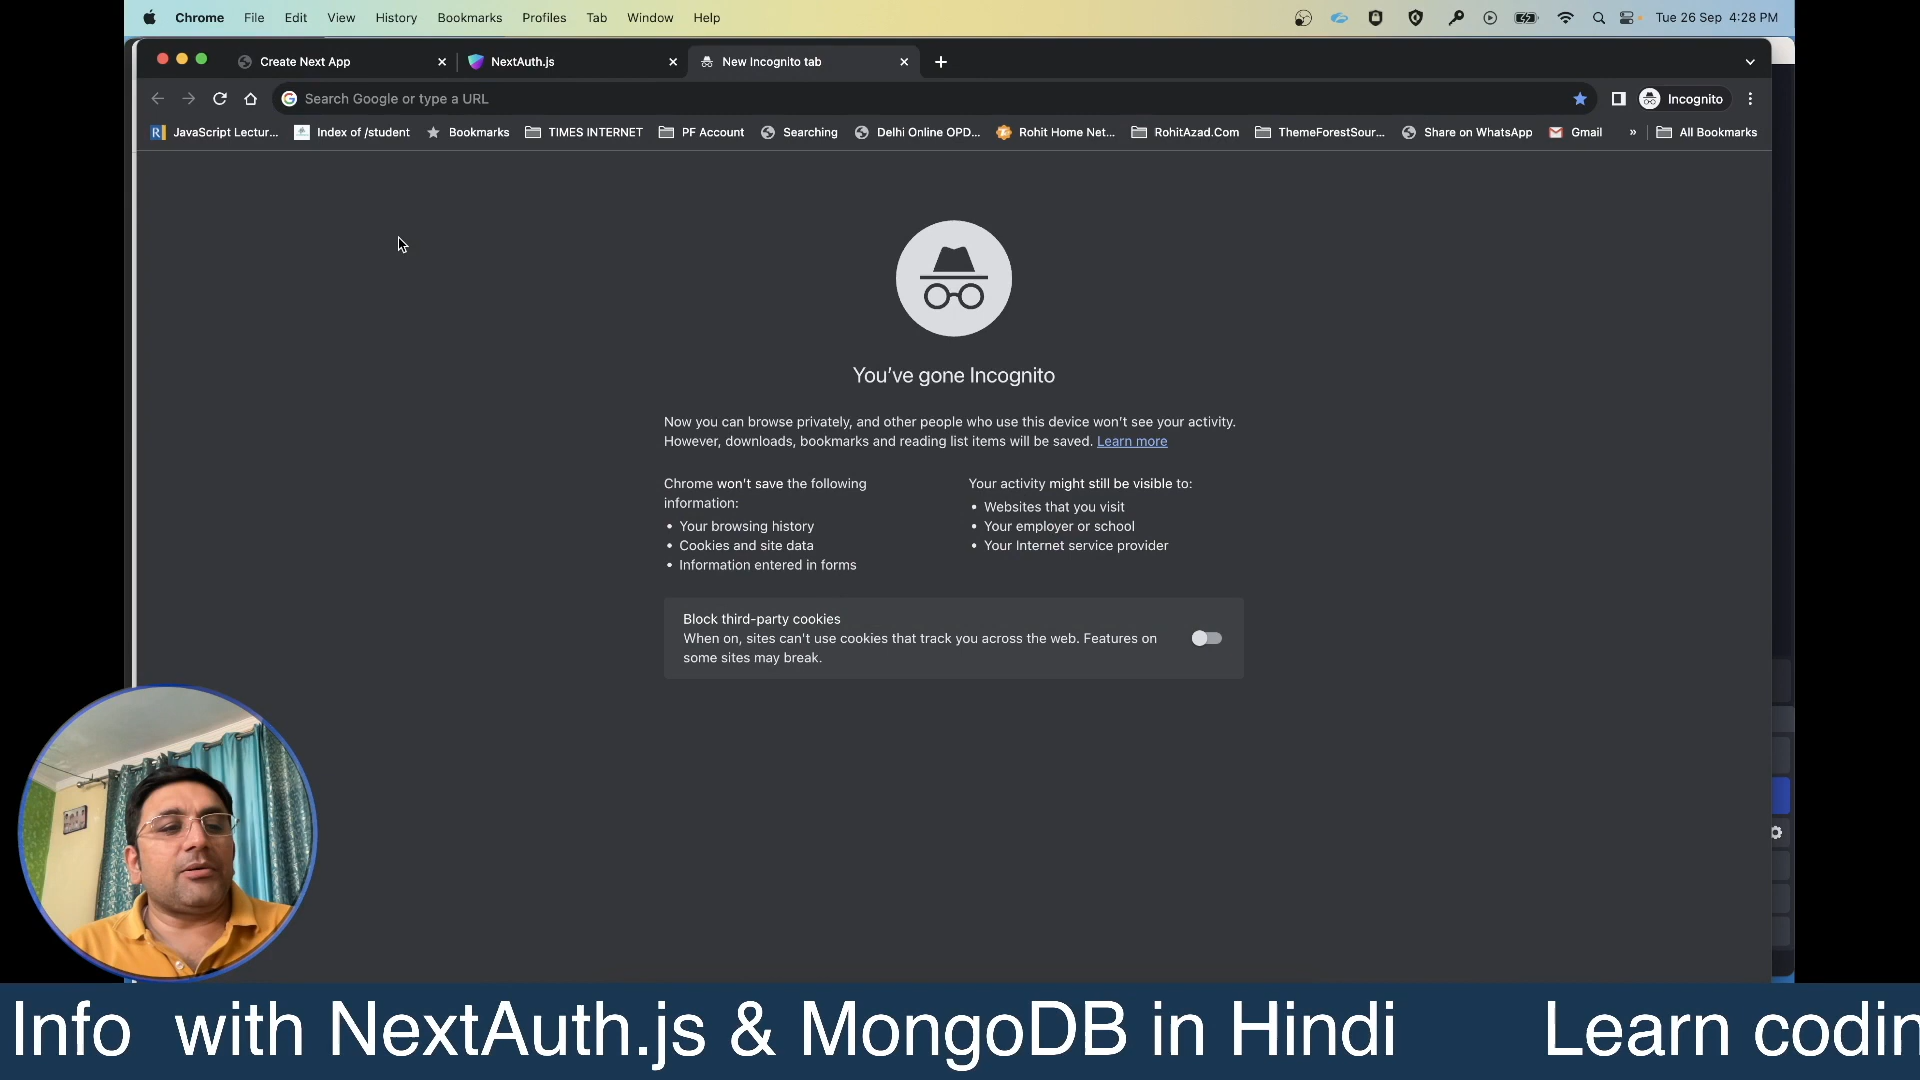 Chrome File Edit View History Bookmarks Profiles Tab Window Help Tue 26 Sep 4:28 PM
Create Next App NextAuth.js New Incognito tab
Search Google or type a URL Incognito
JavaScript Lectur... Index of /student Bookmarks TIMES INTERNET PF Account Searching Delhi Online OPD... Rohit Home Net... RohitAzad.Com ThemeForestSour... Share on WhatsApp Gmail » All Bookmarks
You've gone Incognito
Now you can browse privately, and other people who use this device won't see your activity.
However, downloads, bookmarks and reading list items will be saved. Learn more
Chrome won't save the following
information:
• Your browsing history
• Cookies and site data
• Information entered in forms
Your activity might still be visible to:
• Websites that you visit
• Your employer or school
• Your Internet service provider
Block third-party cookies
When on, sites can't use cookies that track you across the web. Features on
some sites may break.
Info with NextAuth.js & MongoDB in Hindi Learn codin